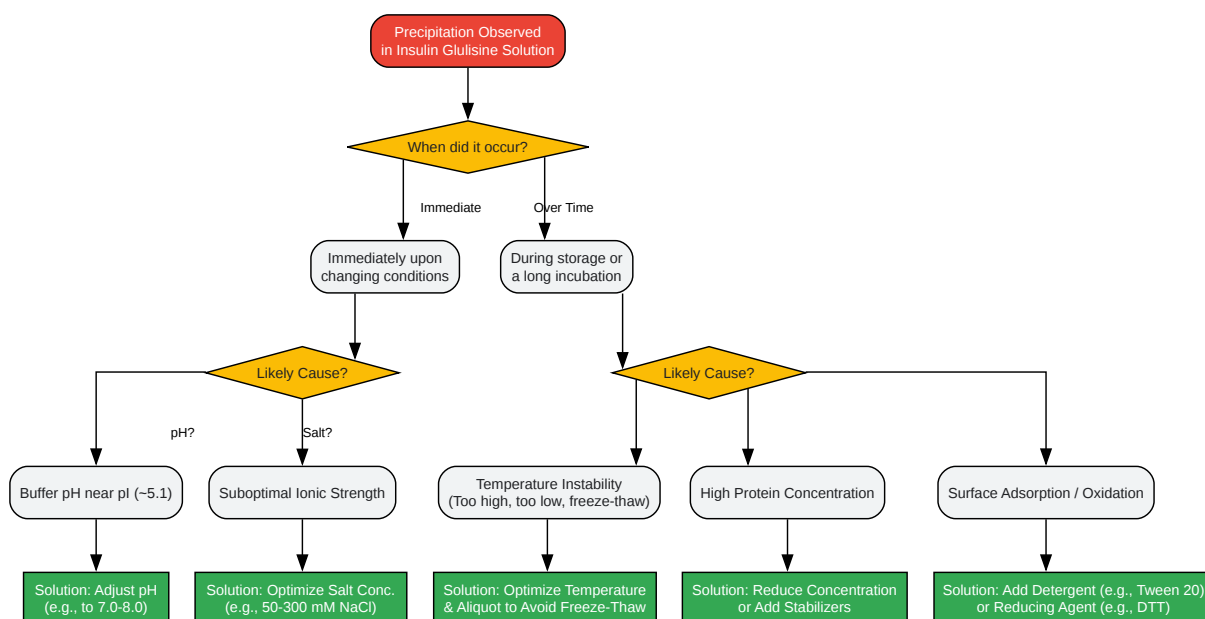 Precipitation Observed
in Insulin Glulisine Solution
When did it occur?
Immediate
Over Time
Immediately upon
changing conditions
During storage or
a long incubation
Likely Cause?
Likely Cause?
pH?
Salt?
Buffer pH near pI (~5.1)
Suboptimal Ionic Strength
Temperature Instability
(Too high, too low, freeze-thaw)
High Protein Concentration
Surface Adsorption / Oxidation
Solution: Adjust pH
(e.g., to 7.0-8.0)
Solution: Optimize Salt Conc.
(e.g., 50-300 mM NaCl)
Solution: Optimize Temperature
& Aliquot to Avoid Freeze-Thaw
Solution: Reduce Concentration
or Add Stabilizers
Solution: Add Detergent (e.g., Tween 20)
or Reducing Agent (e.g., DTT)